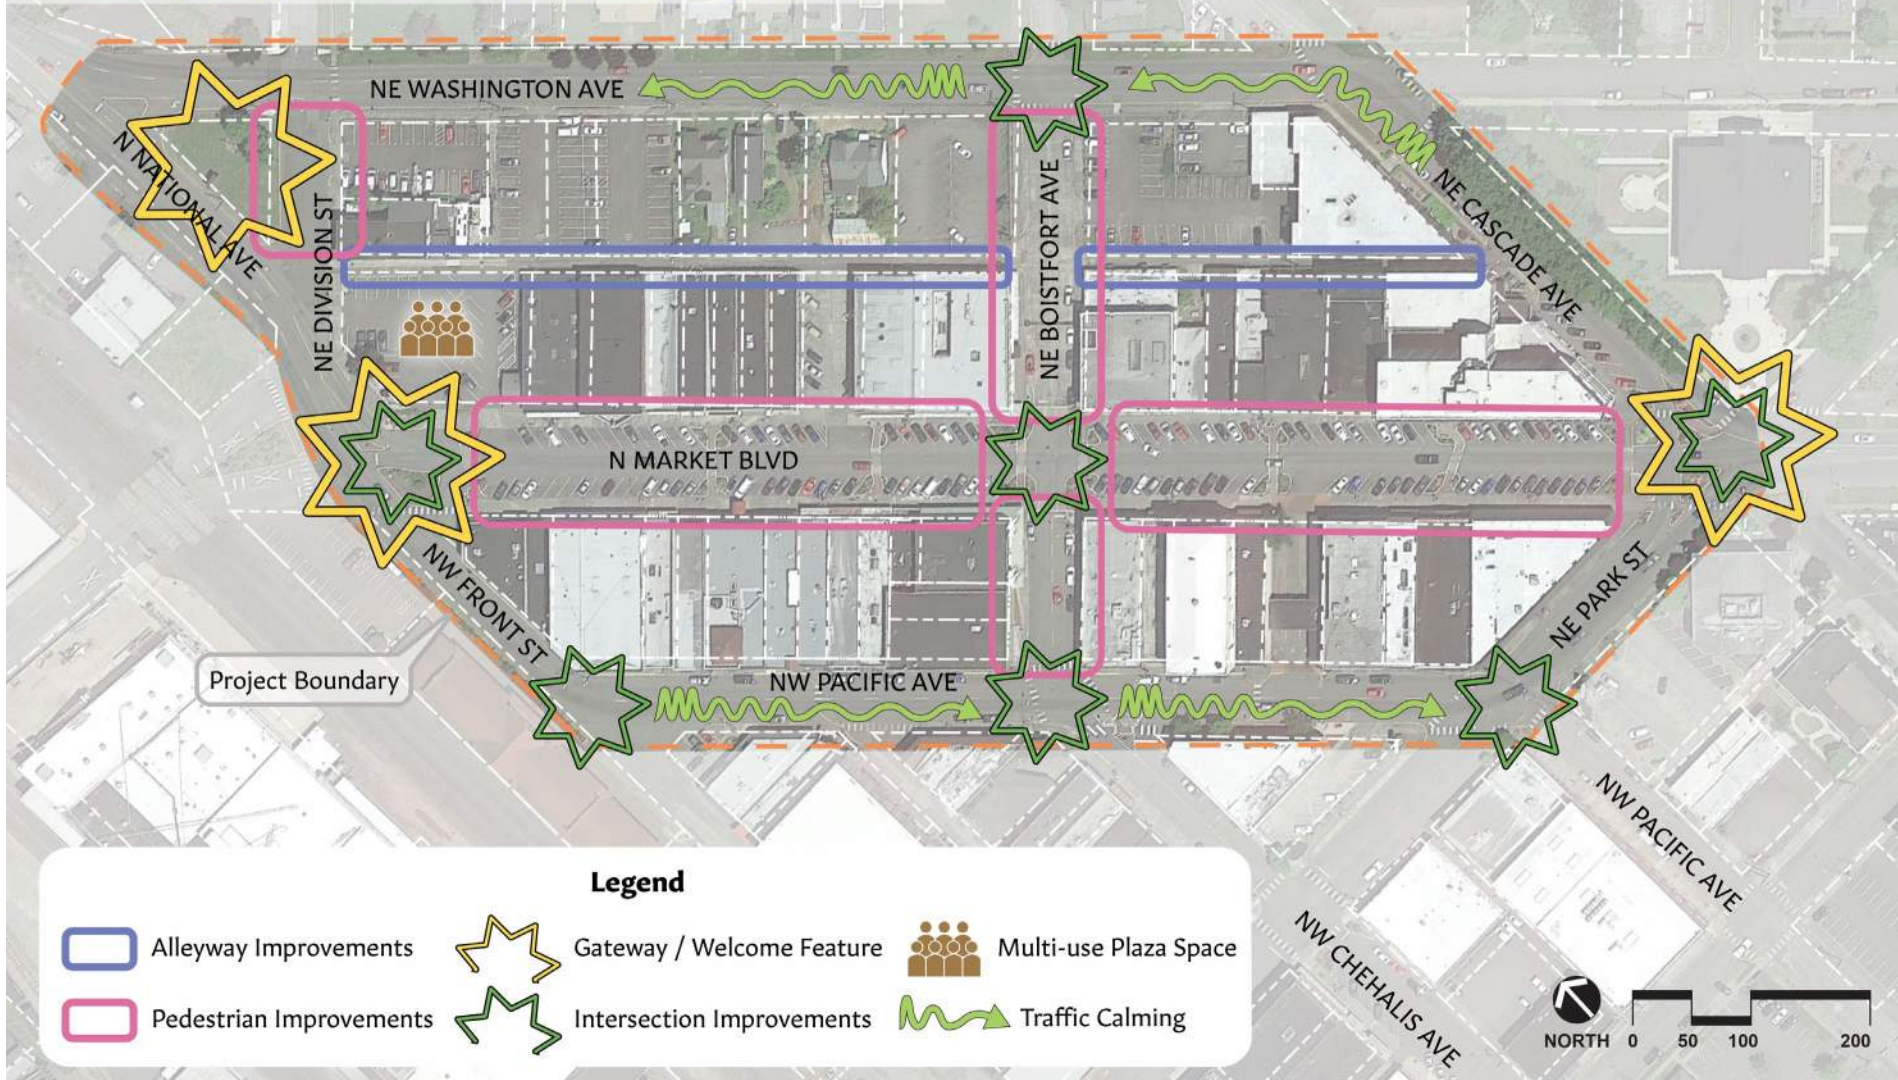 NE WASHINGTON AVE
N NATIONAL AVE
NE DIVISION ST
NE BOISTFORT AVE
NE CASCADE AVE
N MARKET BLVD
NW FRONT ST
NE PARK ST
Project Boundary
NW PACIFIC AVE
NW PACIFIC AVE
NW CHEHALIS AVE
Legend
Alleyway Improvements
Gateway / Welcome Feature
Multi-use Plaza Space
Pedestrian Improvements
Intersection Improvements
Traffic Calming
NORTH 0 50 100 200